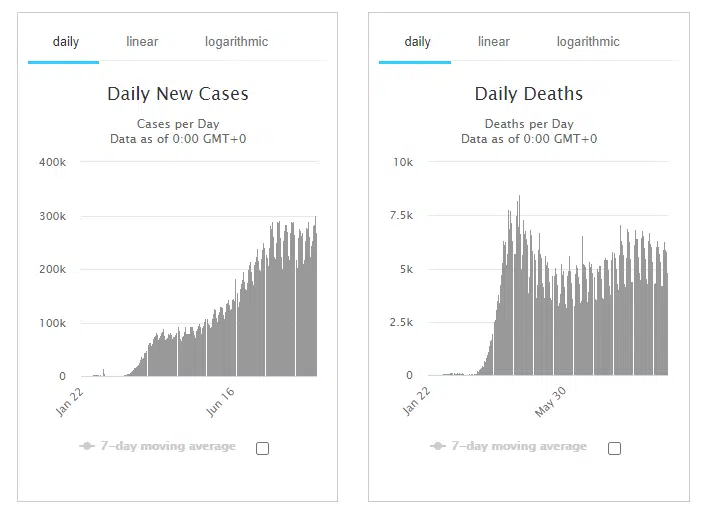 daily linear logarithmic
Daily New Cases
Cases per Day
Data as of 0:00 GMT+0
400k
300k
200k
100k
0
Jan 22
Jun 16
7-day moving average
daily linear logarithmic
Daily Deaths
Deaths per Day
Data as of 0:00 GMT+0
10k
7.5k
5k
2.5k
0
Jan 22
May 30
7-day moving average